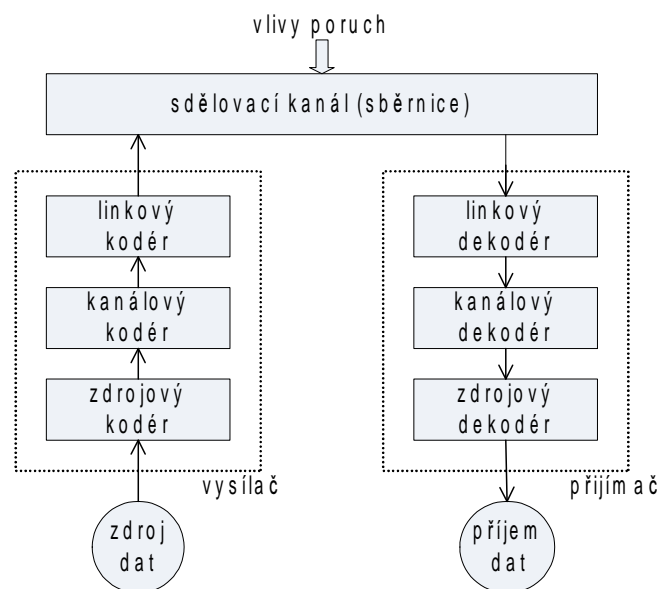 vlivy poruch
sdělovací kanál (sběrnice)
linkový
kodér
kanálový
kodér
zdrojový
kodér
vysílač
zdroj
dat
linkový
dekodér
kanálový
dekodér
zdrojový
dekodér
přijímač
příjem
dat